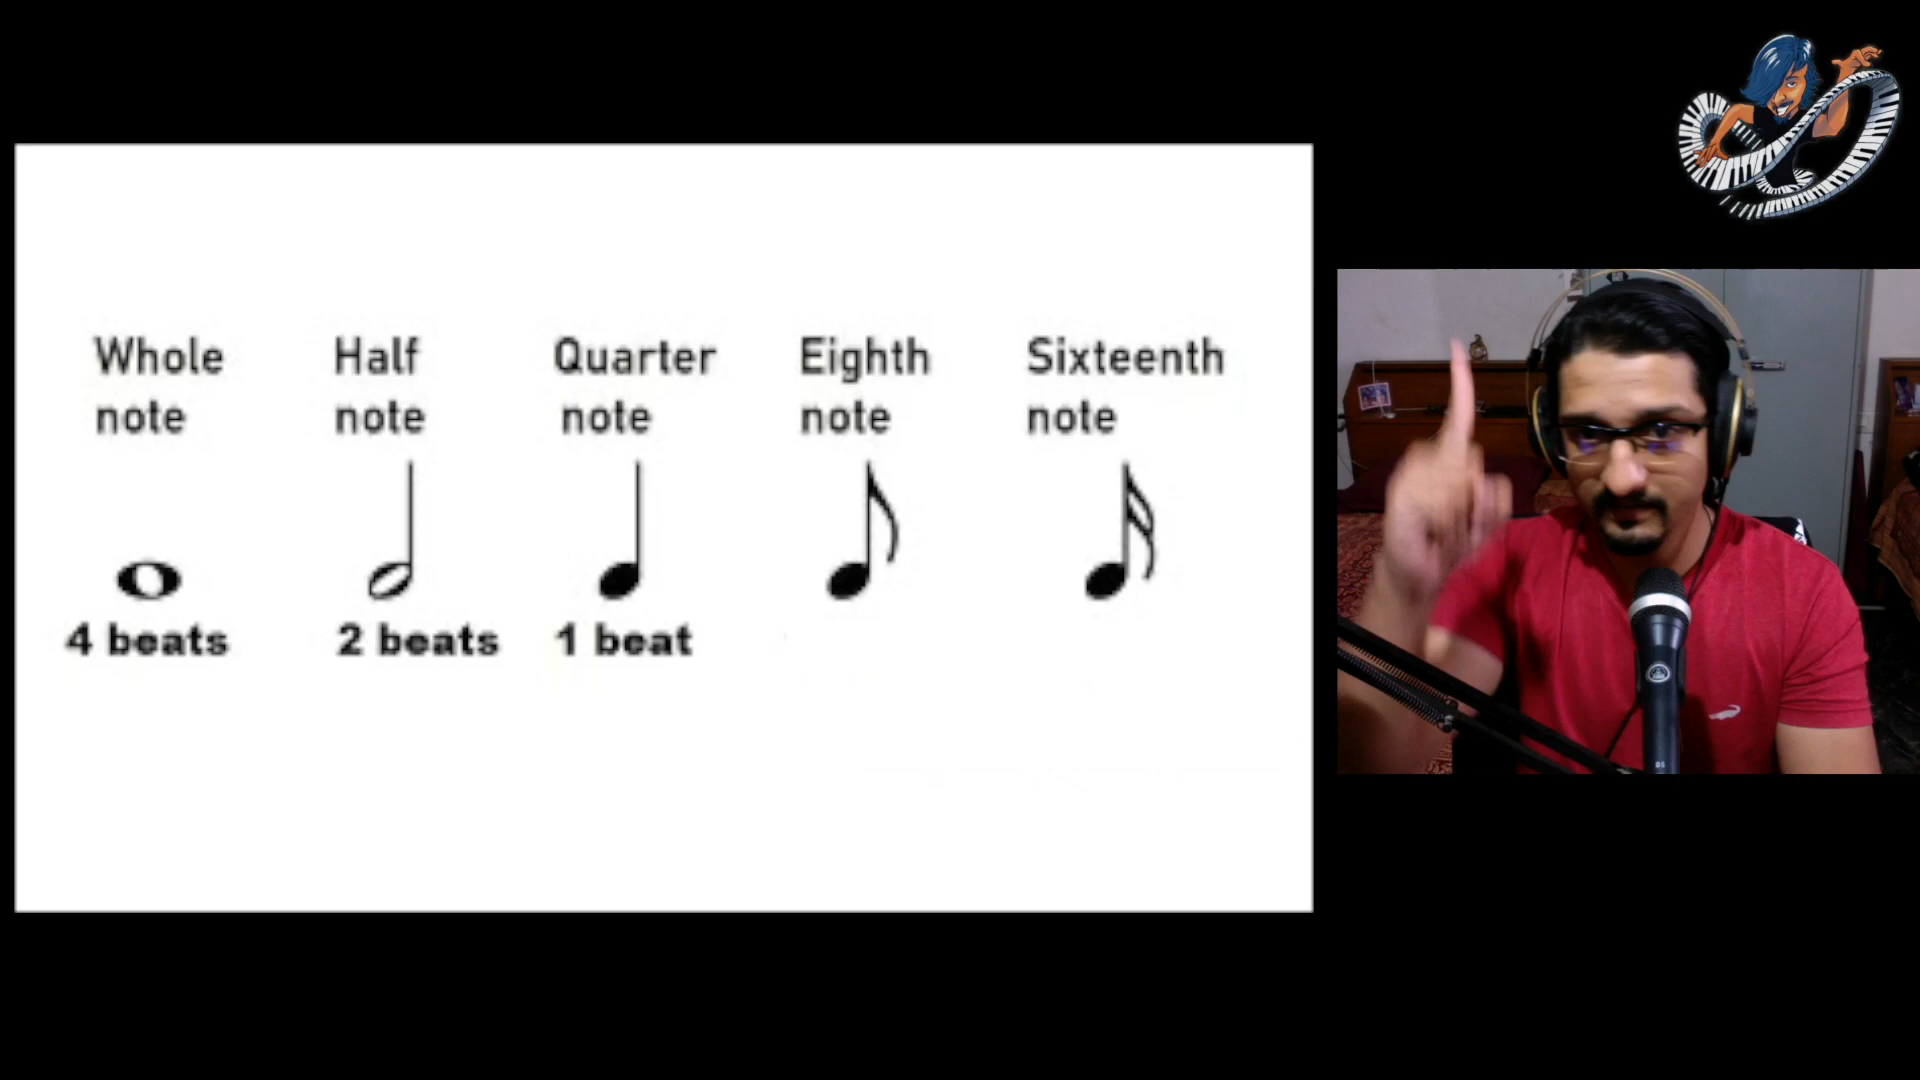 Whole note
Half note
Quarter note
Eighth note
Sixteenth note
4 beats
2 beats
1 beat